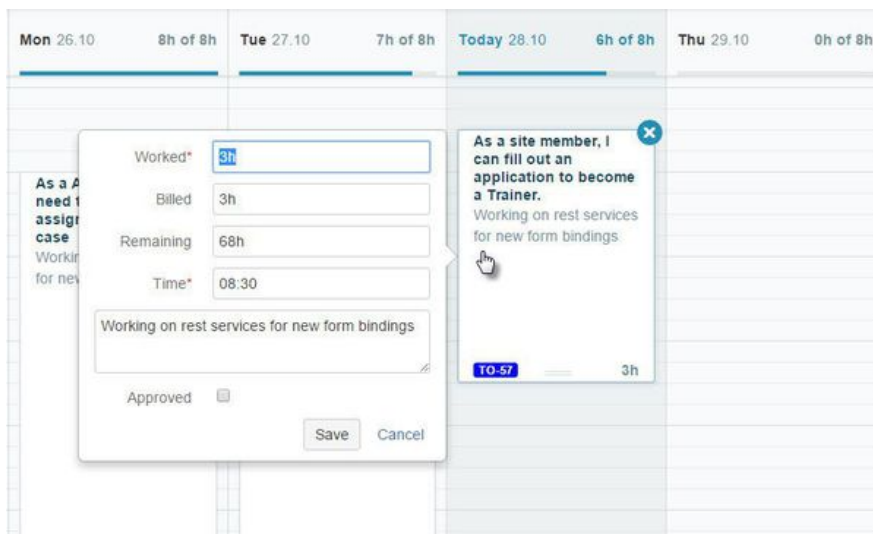 Mon 26.10 8h of 8h Tue 27.10 7h of 8h Today 28.10 6h of 8h Thu 29.10 0h of 8h
As a A
need t
assign
case
Workin
for new
Worked* 3h
Billed 3h
Remaining 68h
Time* 08:30
Working on rest services for new form bindings
Approved
Save Cancel
As a site member, I
can fill out an
application to become
a Trainer.
Working on rest services
for new form bindings
TO-57 3h